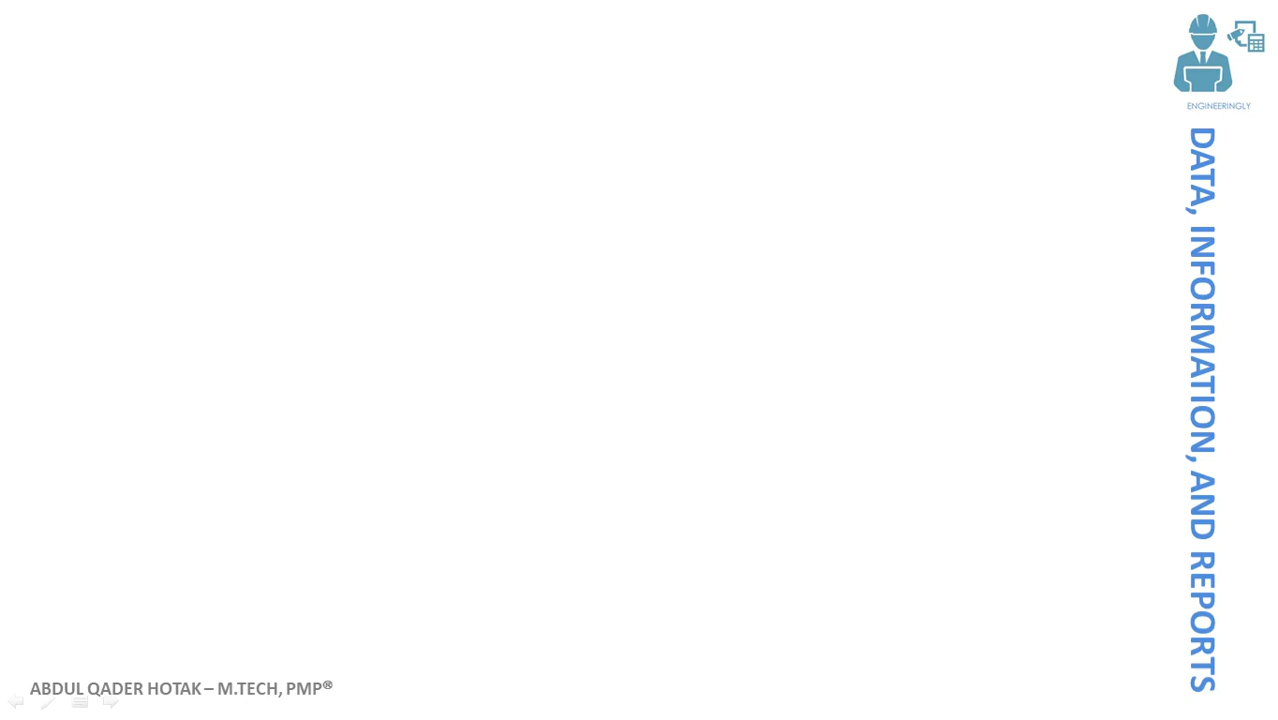 ENGINEERINGLY
DATA, INFORMATION, AND REPORTS
ABDUL QADER HOTAK – M.TECH, PMP®